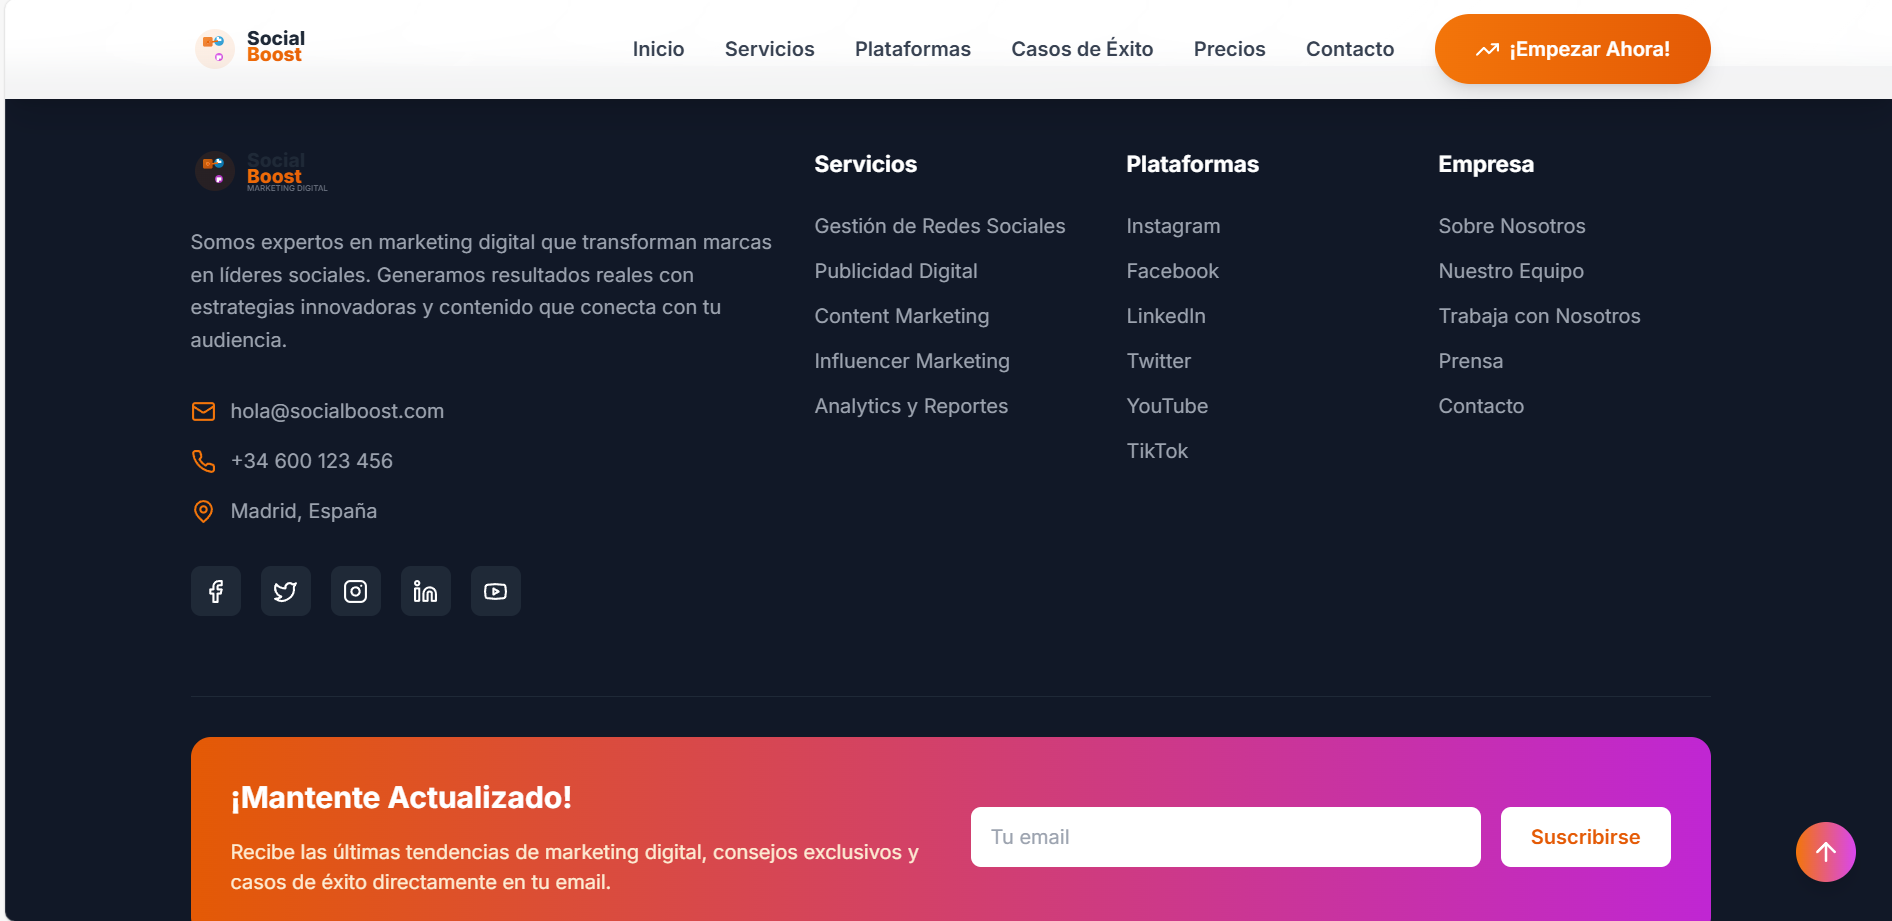 Social
Boost
Inicio
Servicios
Plataformas
Casos de Éxito
Precios
Contacto
¡Empezar Ahora!
Social
Boost
MARKETING DIGITAL
Somos expertos en marketing digital que transforman marcas
en líderes sociales. Generamos resultados reales con
estrategias innovadoras y contenido que conecta con tu
audiencia.
hola@socialboost.com
+34 600 123 456
Madrid, España
Servicios
Gestión de Redes Sociales
Publicidad Digital
Content Marketing
Influencer Marketing
Analytics y Reportes
Plataformas
Instagram
Facebook
LinkedIn
Twitter
YouTube
TikTok
Empresa
Sobre Nosotros
Nuestro Equipo
Trabaja con Nosotros
Prensa
Contacto
¡Mantente Actualizado!
Recibe las últimas tendencias de marketing digital, consejos exclusivos y
casos de éxito directamente en tu email.
Tu email
Suscribirse